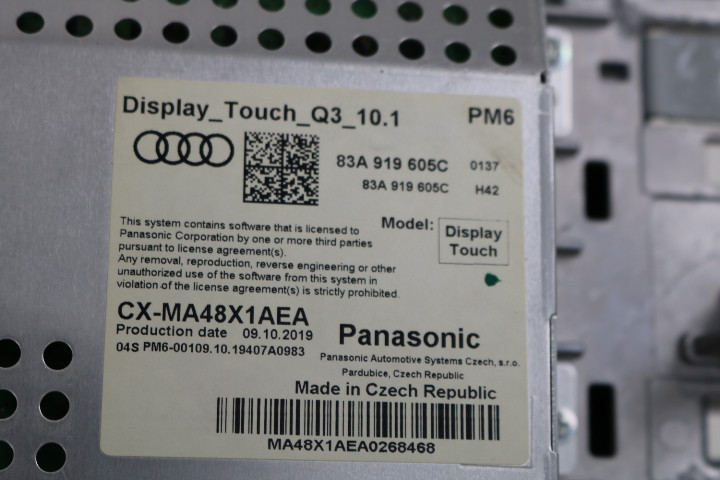 Display_Touch_Q3_10.1 PM6
83A 919 605C 0137
83A 919 605C H42
This system contains software that is licensed to
Panasonic Corporation by one or more third parties
pursuant to license agreement(s).
Any removal, reproduction, reverse engineering or other
unauthorized use of the software from this system in
violation of the license agreement(s) is strictly prohibited.
Model: Display
Touch
CX-MA48X1AEA
Production date 09.10.2019
04S PM6-00109.10.19407A0983
Panasonic
Panasonic Automotive Systems Czech, s.r.o.
Pardubice, Czech Republic
Made in Czech Republic
MA48X1AEA0268468